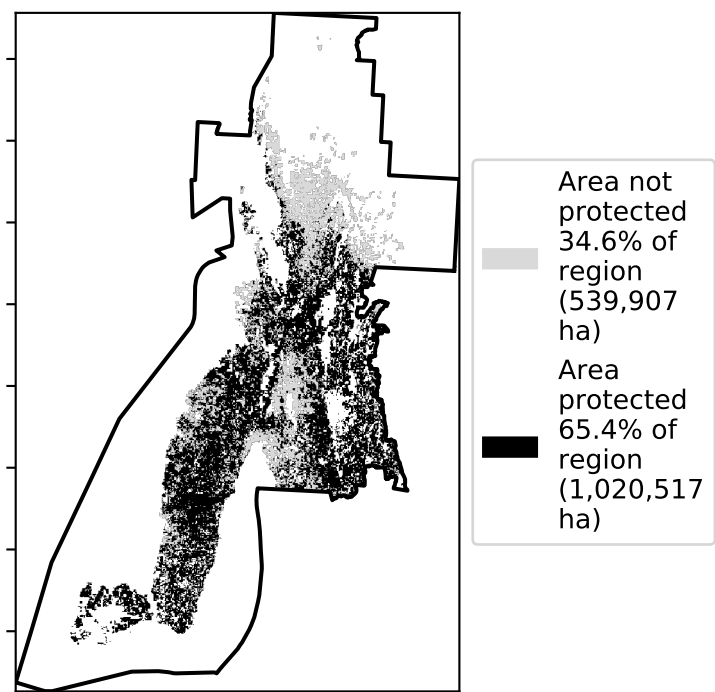 Area not
protected
34.6% of
region
(539,907
ha)
Area
protected
65.4% of
region
(1,020,517
ha)